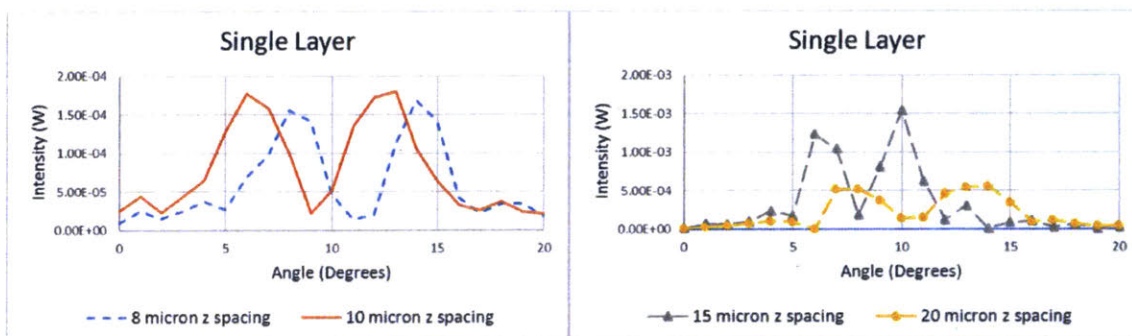 Single Layer
2.00E-04
1.50E-04
1.00E-04
5.00E-05
0.00E+00
Intensity (W)
0 5 10 15 20
Angle (Degrees)
8 micron z spacing 10 micron z spacing
Single Layer
2.00E-03
1.50E-03
1.00E-03
5.00E-04
0.00E+00
Intensity (W)
0 5 10 15 20
Angle (Degrees)
15 micron z spacing 20 micron z spacing